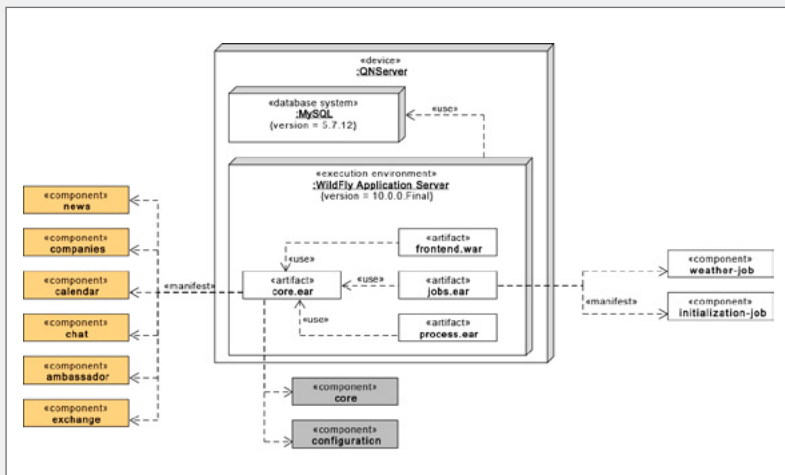 «device»
:QNServer
«database system»
:MySQL
{version = 5.7.12}
«use»
«execution environment»
:WildFly Application Server
{version = 10.0.0.Final}
«component»
news
«component»
companies
«component»
calendar
«component»
chat
«component»
ambassador
«component»
exchange
«manifest»
«artifact»
frontend.war
«use»
«artifact»
core.ear
«use»
«artifact»
jobs.ear
«use»
«artifact»
process.ear
«component»
weather-job
«manifest»
«component»
initialization-job
«component»
core
«component»
configuration